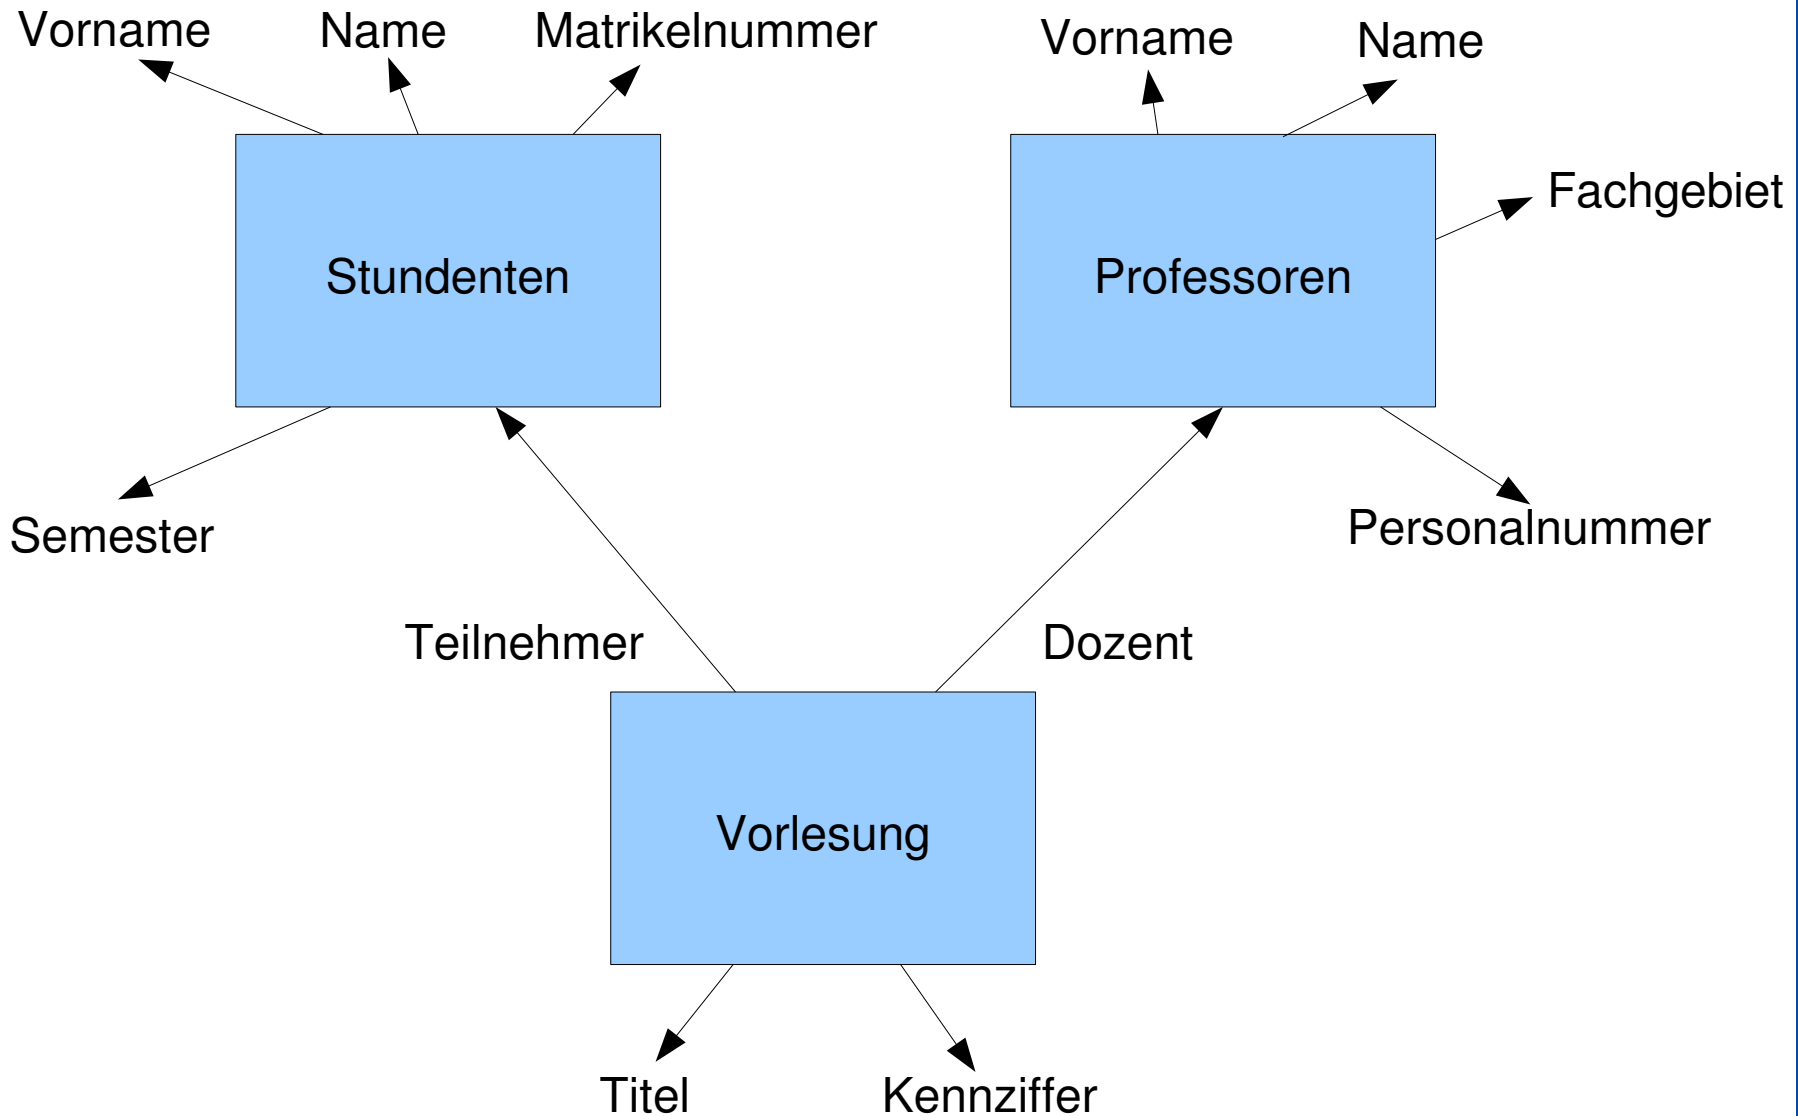 Vorname
Name
Matrikelnummer
Vorname
Name
Fachgebiet
Stundenten
Professoren
Semester
Personalnummer
Teilnehmer
Dozent
Vorlesung
Titel
Kennziffer